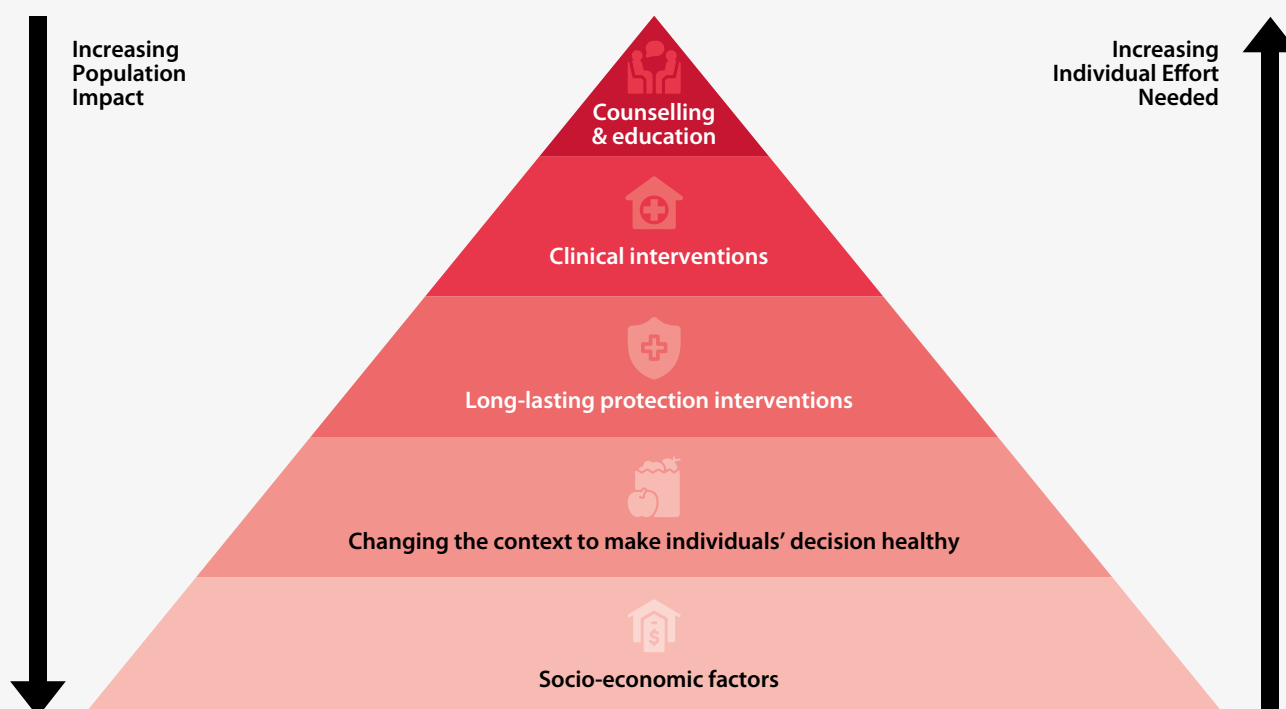 Increasing
Population
Impact
Increasing
Individual Effort
Needed
Counselling
& education
Clinical interventions
Long-lasting protection interventions
Changing the context to make individuals’ decision healthy
$
Socio-economic factors